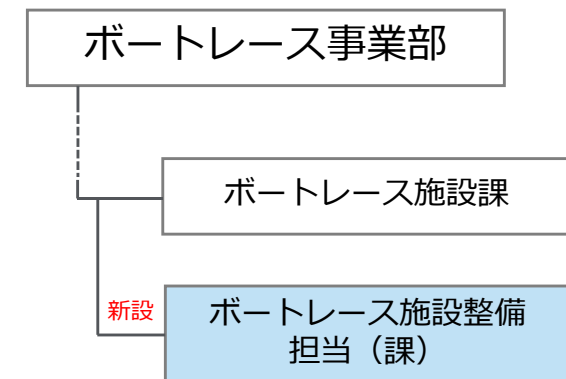 ボートレース事業部
ボートレース施設課
新設
ボートレース施設整備
担当（課）